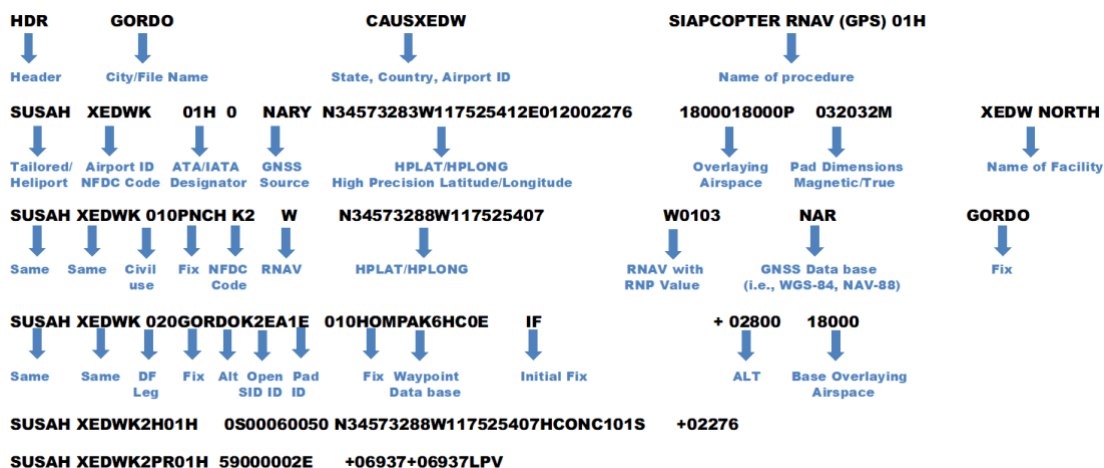 HDR GORDO CAUSXEDW SIAPCOPTER RNAV (GPS) 01H
Header City/File Name State, Country, Airport ID Name of procedure
SUSAH XEDWK 01H 0 NARY N34573283W117525412E012002276 1800018000P 032032M XEDW NORTH
Tailored/ Airport ID ATA/IATA GNSS HPLAT/HPLONG Overlaying Pad Dimensions Name of Facility
Heliport NFDC Code Designator Source High Precision Latitude/Longitude Airspace Magnetic/True
SUSAH XEDWK 010PNCH K2 W N34573288W117525407 W0103 NAR GORDO
Same Same Civil Fix NFDC RNAV HPLAT/HPLONG RNAV with GNSS Data base Fix
use Code RNP Value (i.e., WGS-84, NAV-88)
SUSAH XEDWK 020GORDOK2EA1E 010HOMPAK6HC0E IF + 02800 18000
Same Same DF Fix Alt Open Pad Fix Waypoint Initial Fix ALT Base Overlaying
Leg SID ID ID Data base Airspace
SUSAH XEDWK2H01H 0S00060050 N34573288W117525407HCONC101S +02276
SUSAH XEDWK2PR01H 59000002E +06937+06937LPV